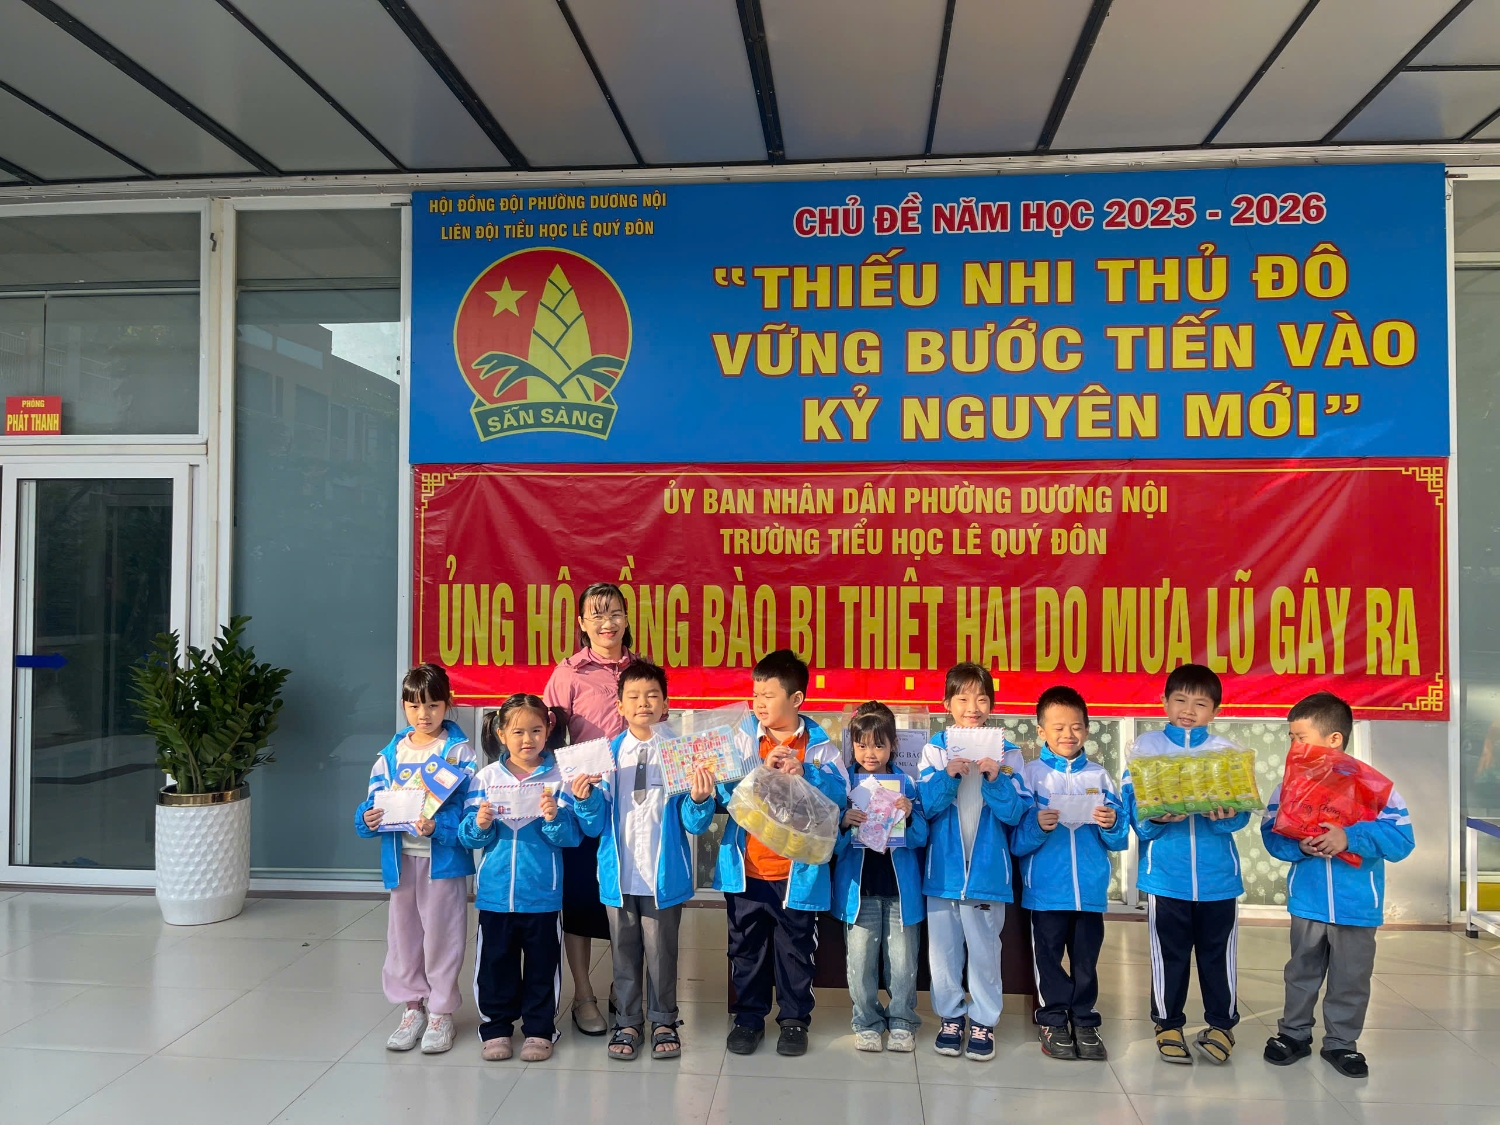 HỘI ĐỒNG ĐỘI PHƯỜNG DƯƠNG NỘI
LIÊN ĐỘI TIỂU HỌC LÊ QUÝ ĐÔN
SẴN SÀNG
CHỦ ĐỀ NĂM HỌC 2025 - 2026
“THIẾU NHI THỦ ĐÔ
VỮNG BƯỚC TIẾN VÀO
KỶ NGUYÊN MỚI”
PHÒNG
PHÁT THANH
ỦY BAN NHÂN DÂN PHƯỜNG DƯƠNG NỘI
TRƯỜNG TIỂU HỌC LÊ QUÝ ĐÔN
ỦNG HỘ ĐỒNG BÀO BỊ THIỆT HẠI DO MƯA LŨ GÂY RA